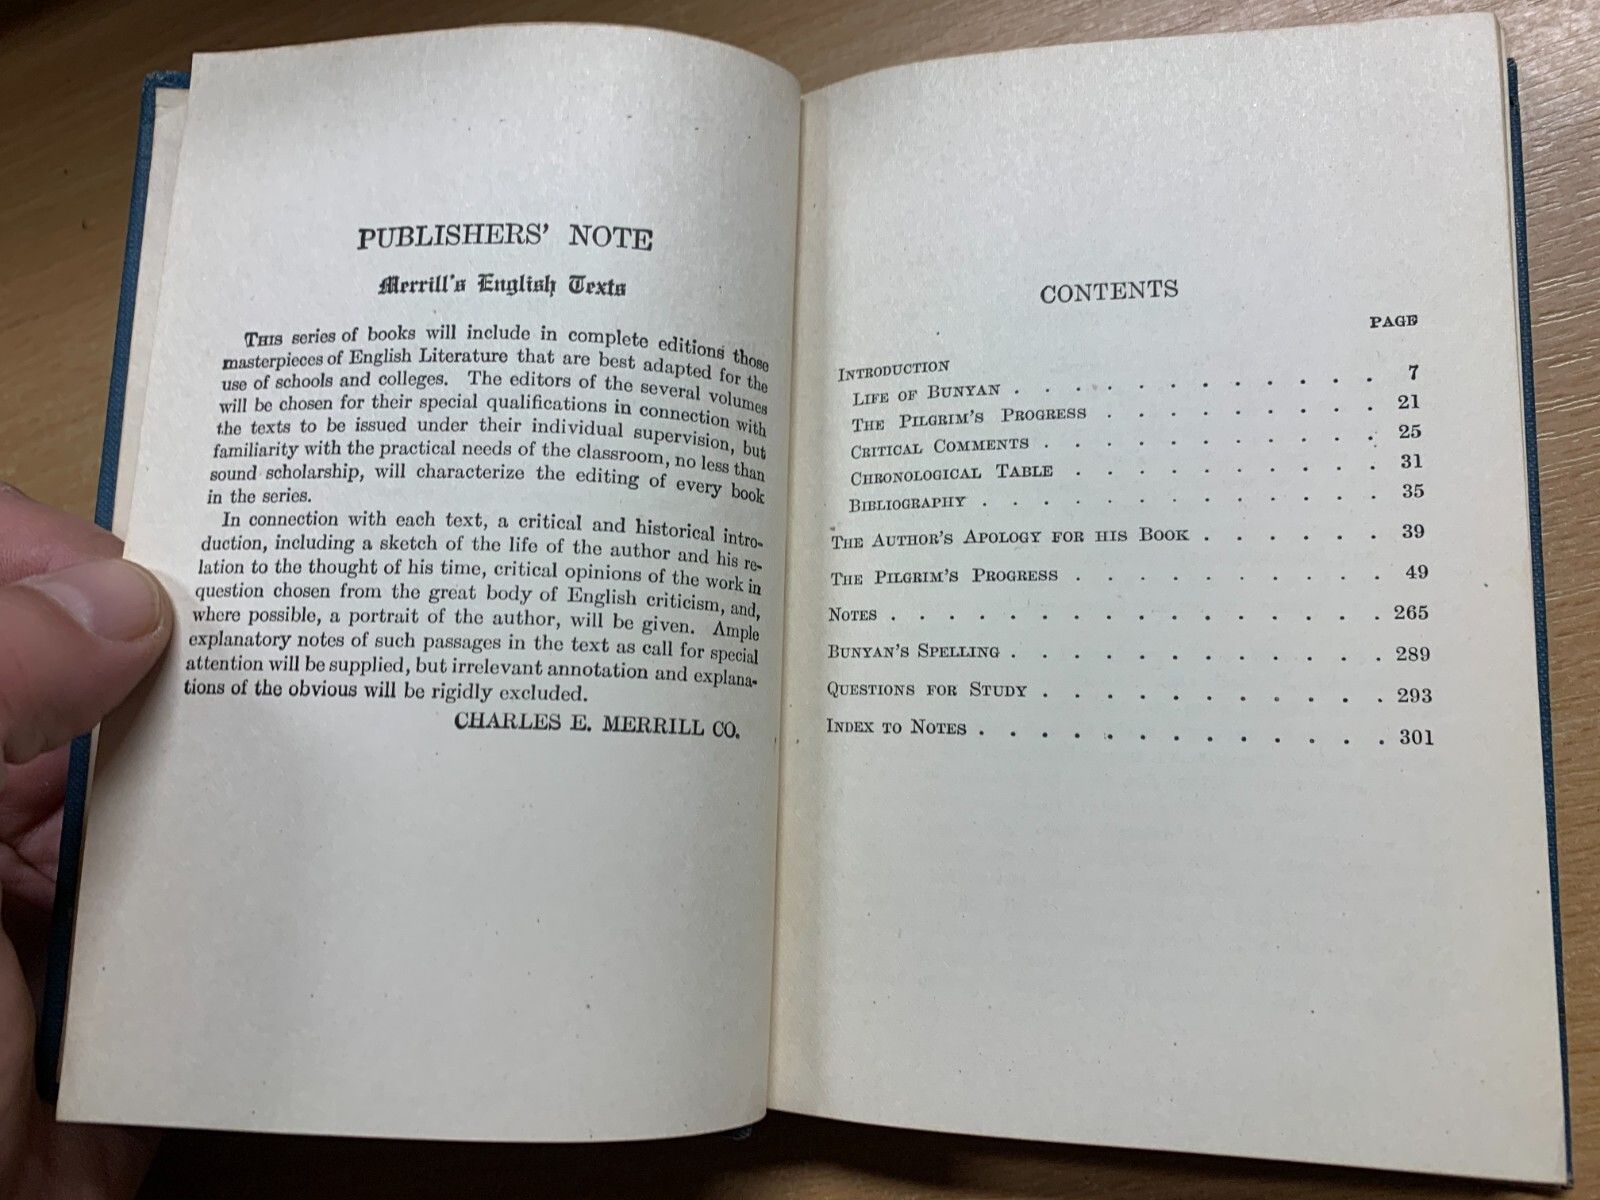 PUBLISHERS' NOTE
Merrill's English Texts
THIS series of books will include in complete editions those
masterpieces of English Literature that are best adapted for the
use of schools and colleges. The editors of the several volumes
will be chosen for their special qualifications in connection with
the texts to be issued under their individual supervision, but
familiarity with the practical needs of the classroom, no less than
sound scholarship, will characterize the editing of every book
in the series.
In connection with each text, a critical and historical intro-
duction, including a sketch of the life of the author and his re-
lation to the thought of his time, critical opinions of the work in
question chosen from the great body of English criticism, and,
where possible, a portrait of the author, will be given. Ample
explanatory notes of such passages in the text as call for special
attention will be supplied, but irrelevant annotation and explana-
tions of the obvious will be rigidly excluded.
CHARLES E. MERRILL CO.
CONTENTS
PAGE
INTRODUCTION
LIFE OF BUNYAN . . . . . . . . . . . . 7
THE PILGRIM'S PROGRESS . . . . . . . . . 21
CRITICAL COMMENTS . . . . . . . . . . . 25
CHRONOLOGICAL TABLE . . . . . . . . . . 31
BIBLIOGRAPHY . . . . . . . . . . . . . 35
THE AUTHOR'S APOLOGY FOR HIS BOOK . . . . . . 39
THE PILGRIM'S PROGRESS . . . . . . . . . . 49
NOTES . . . . . . . . . . . . . . . . 265
BUNYAN'S SPELLING . . . . . . . . . . . . 289
QUESTIONS FOR STUDY . . . . . . . . . . . 293
INDEX TO NOTES . . . . . . . . . . . . . 301